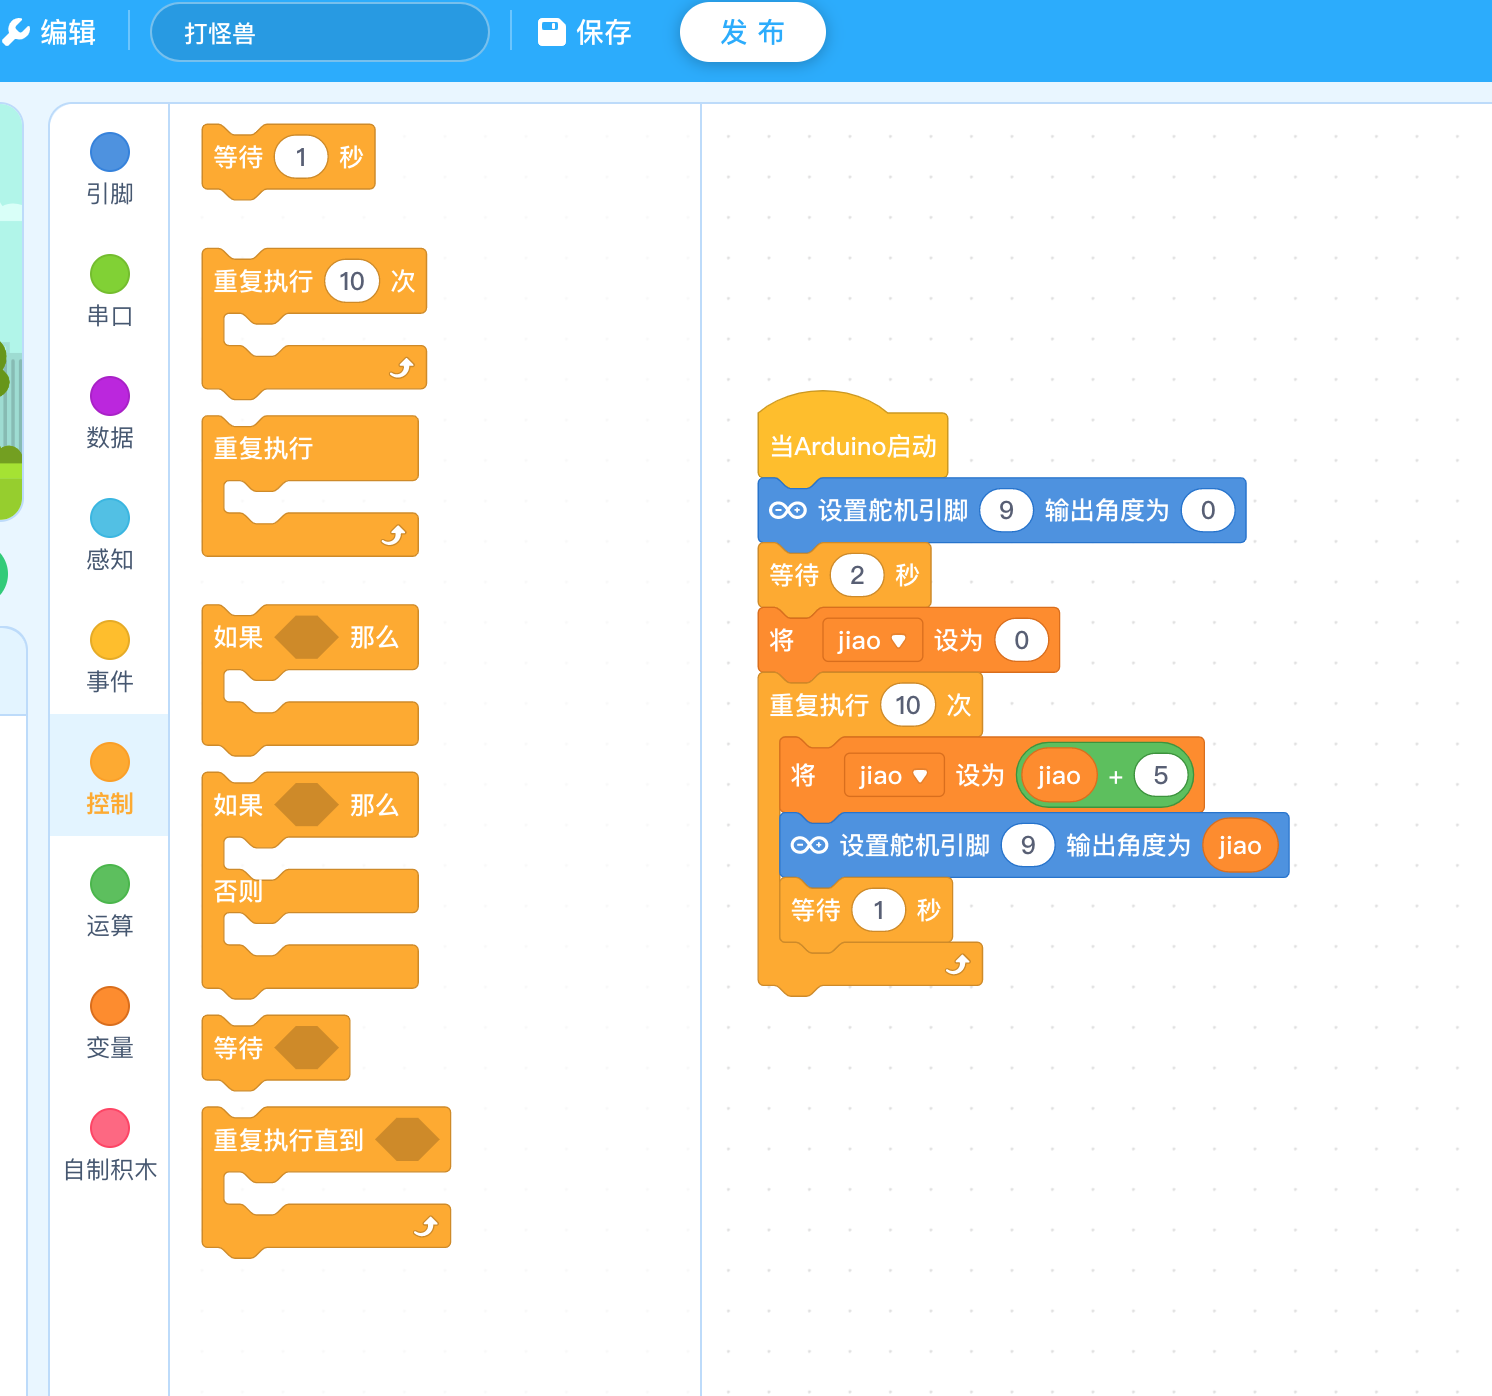 编辑
打怪兽
保存
发布
引脚
串口
数据
感知
事件
控制
运算
变量
自制积木
等待 1 秒
重复执行 10 次
重复执行
如果 那么
如果 那么
否则
等待
重复执行直到
当Arduino启动
设置舵机引脚 9 输出角度为 0
等待 2 秒
将 jiao 设为 0
重复执行 10 次
将 jiao 设为 jiao + 5
设置舵机引脚 9 输出角度为 jiao
等待 1 秒